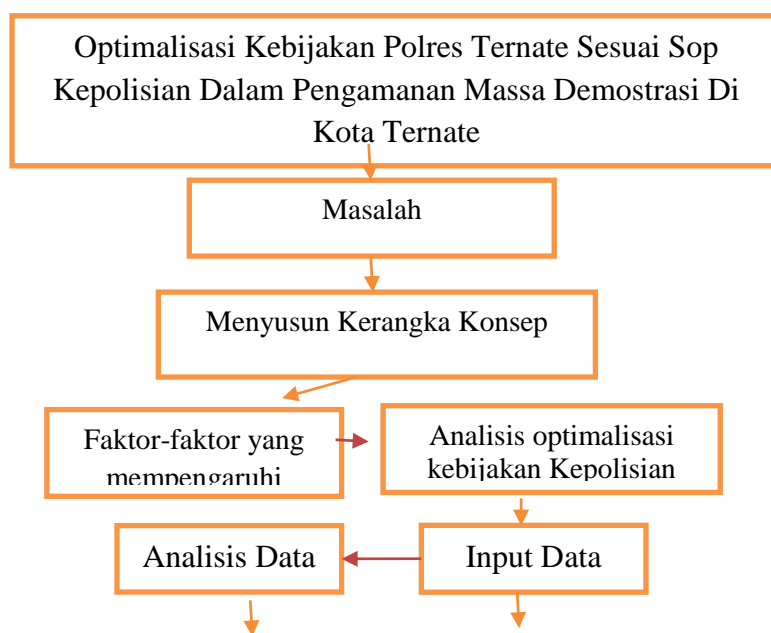 Optimalisasi Kebijakan Polres Ternate Sesuai Sop
Kepolisian Dalam Pengamanan Massa Demostrasi Di
Kota Ternate
Masalah
Menyusun Kerangka Konsep
Faktor-faktor yang
mempengaruhi
Analisis optimalisasi
kebijakan Kepolisian
Analisis Data
Input Data